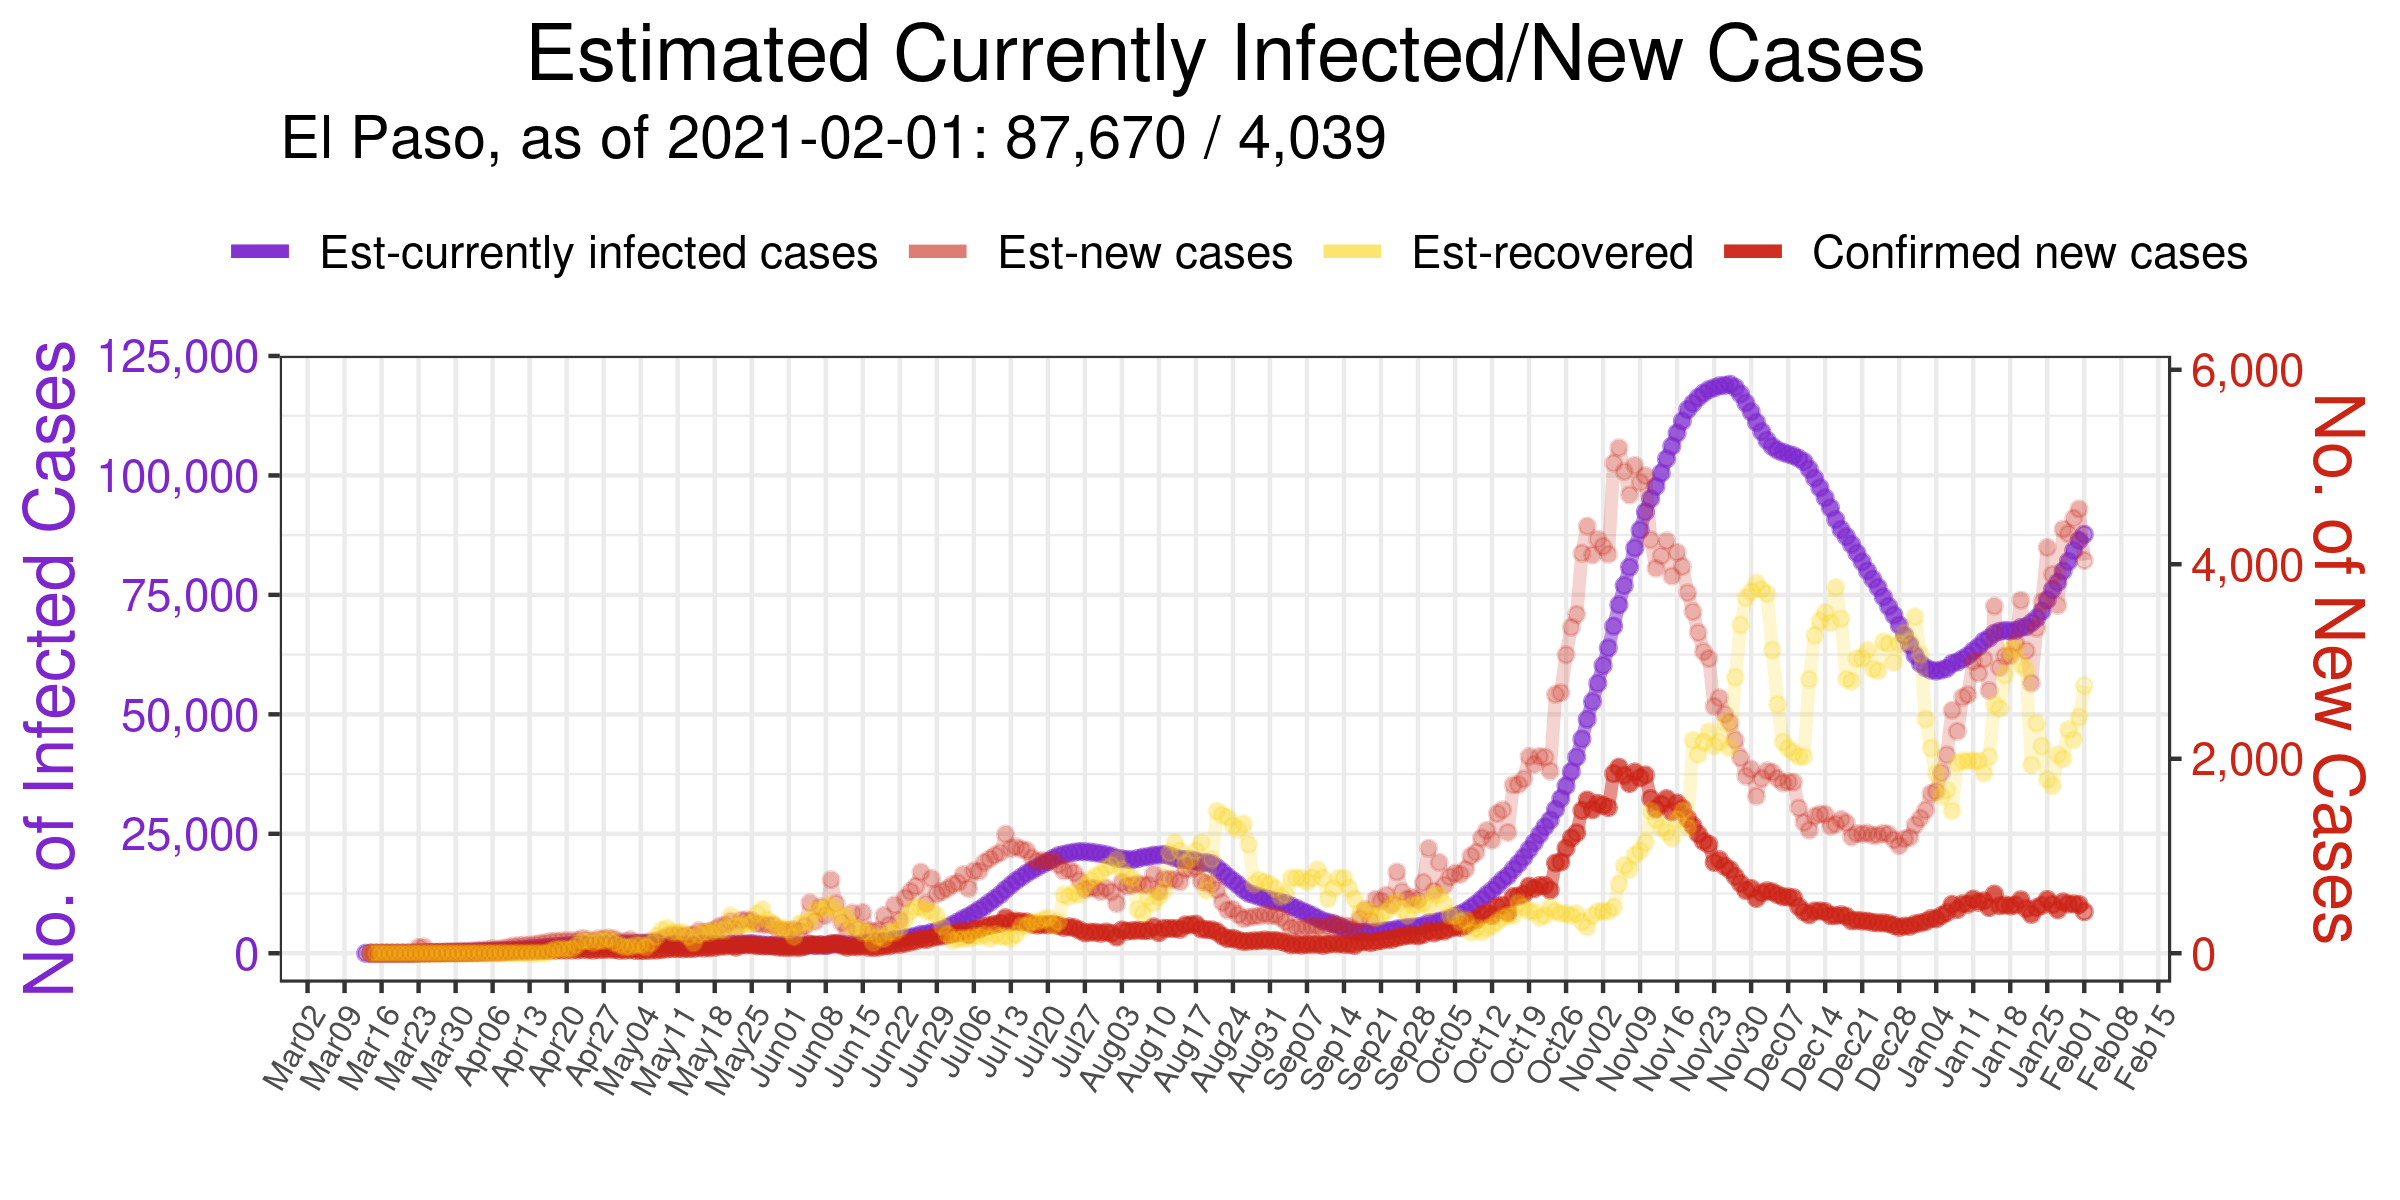 Estimated Currently Infected/New Cases
El Paso, as of 2021-02-01: 87,670 / 4,039
Est-currently infected cases Est-new cases Est-recovered Confirmed new cases
No. of Infected Cases
125,000
100,000
75,000
50,000
25,000
0
6,000
4,000
2,000
0
No. of New Cases
Mar02 Mar09 Mar16 Mar23 Mar30 Apr06 Apr13 Apr20 Apr27 May04 May11 May18 May25 Jun01 Jun08 Jun15 Jun22 Jun29 Jul06 Jul13 Jul20 Jul27 Aug03 Aug10 Aug17 Aug24 Aug31 Sep07 Sep14 Sep21 Sep28 Oct05 Oct12 Oct19 Oct26 Nov02 Nov09 Nov16 Nov23 Nov30 Dec07 Dec14 Dec21 Dec28 Jan04 Jan11 Jan18 Jan25 Feb01 Feb08 Feb15